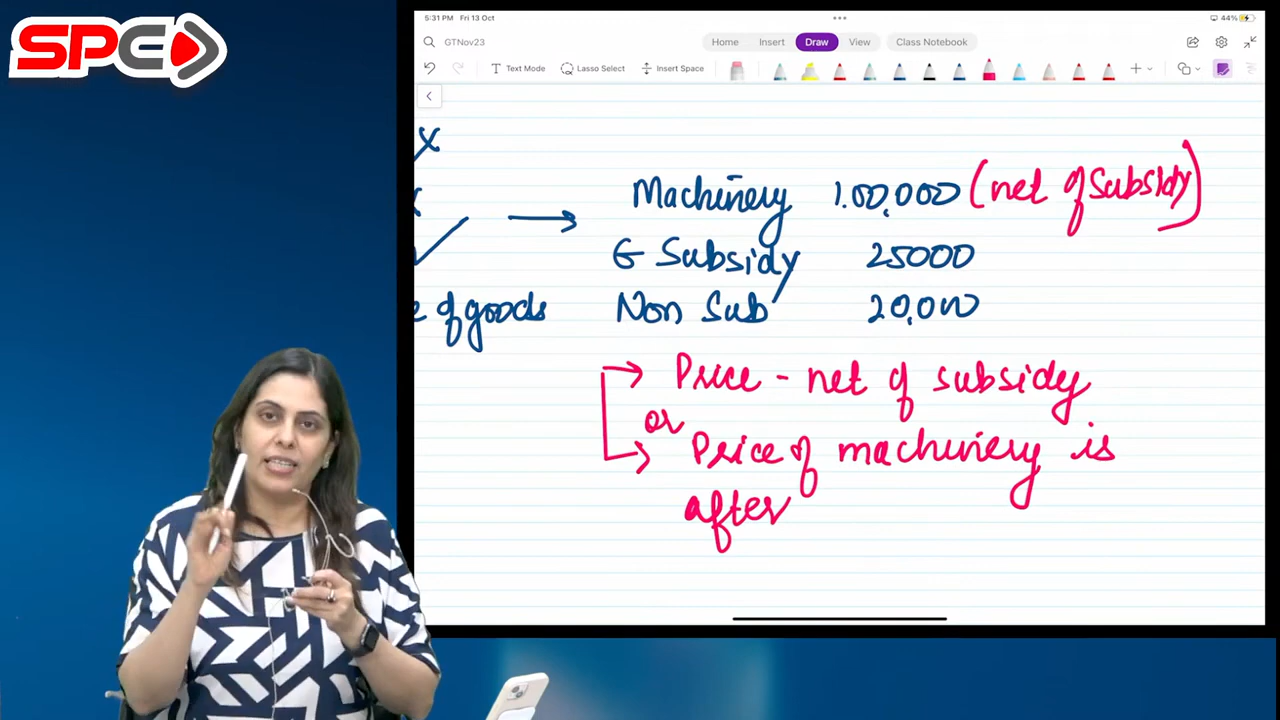 SPC
5:31 PM Fri 13 Oct
44%
GTNov23
Home Insert Draw View Class Notebook
Text Mode Lasso Select Insert Space
x
Machinery 1.00,000 (net of Subsidy)
G Subsidy 25000
of goods Non Sub 20,000
Price - net of subsidy
or
Price of machinery is
after